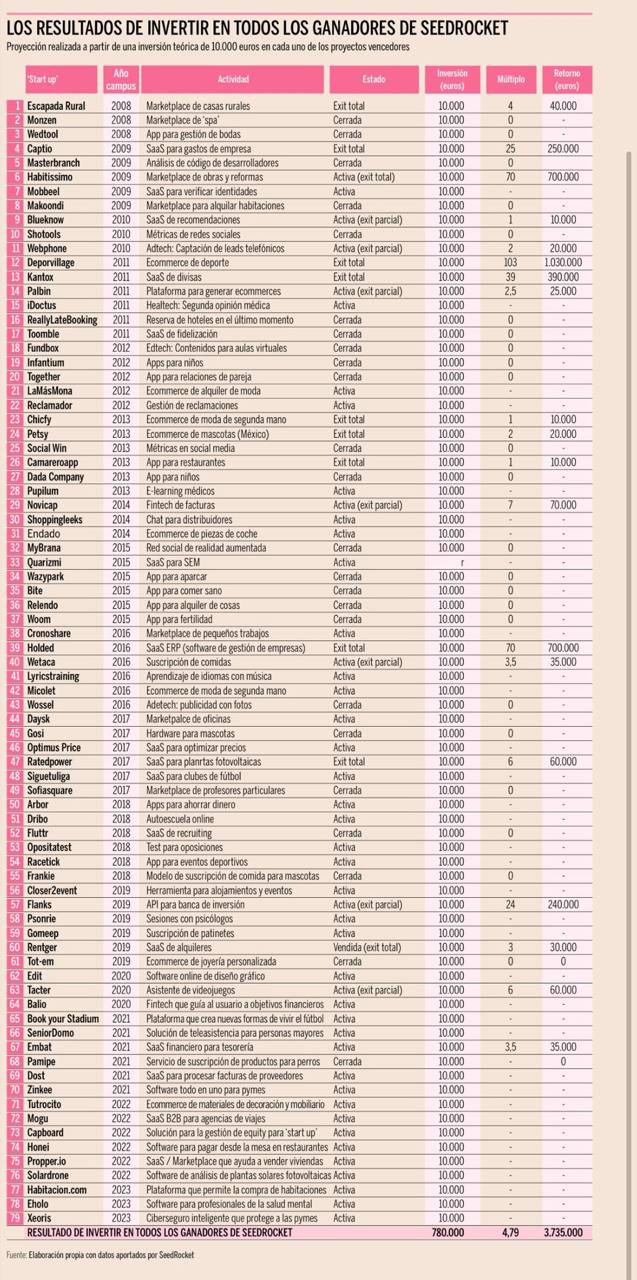 LOS RESULTADOS DE INVERTIR EN TODOS LOS GANADORES DE SEEDROCKET
Proyección realizada a partir de una inversión teórica de 10.000 euros en cada uno de los proyectos vencedores
'Start up' Año campus Actividad Estado Inversión (euros) Múltiplo Retorno (euros)
1 Escapada Rural 2008 Marketplace de casas rurales Exit total 10.000 4 40.000
2 Monzen 2008 Marketplace de 'spa' Cerrada 10.000 0 -
3 Wedtool 2008 App para gestión de bodas Cerrada 10.000 0 -
4 Captio 2009 SaaS para gastos de empresa Exit total 10.000 25 250.000
5 Masterbranch 2009 Análisis de código de desarrolladores Cerrada 10.000 0 -
6 Habitissimo 2009 Marketplace de obras y reformas Activa (exit total) 10.000 70 700.000
7 Mobbeel 2009 SaaS para verificar identidades Activa 10.000 - -
8 Makoondi 2009 Marketplace para alquilar habitaciones Cerrada 10.000 0 -
9 Blueknow 2010 SaaS de recomendaciones Activa (exit parcial) 10.000 1 10.000
10 Shotools 2010 Métricas de redes sociales Cerrada 10.000 0 -
11 Webphone 2010 Adtech: Captación de leads telefónicos Activa (exit parcial) 10.000 2 20.000
12 Deporvillage 2011 Ecommerce de deporte Exit total 10.000 103 1.030.000
13 Kantox 2011 SaaS de divisas Exit total 10.000 39 390.000
14 Palbin 2011 Plataforma para generar ecommerces Activa (exit parcial) 10.000 2,5 25.000
15 iDoctus 2011 Healtech: Segunda opinión médica Activa 10.000 - -
16 ReallyLateBooking 2011 Reserva de hoteles en el último momento Cerrada 10.000 0 -
17 Toomble 2011 SaaS de fidelización Cerrada 10.000 0 -
18 Fundbox 2012 Edtech: Contenidos para aulas virtuales Cerrada 10.000 0 -
19 Infantium 2012 Apps para niños Cerrada 10.000 0 -
20 Together 2012 App para relaciones de pareja Cerrada 10.000 0 -
21 LaMásMona 2012 Ecommerce de alquiler de moda Activa 10.000 - -
22 Reclamador 2012 Gestión de reclamaciones Activa 10.000 - -
23 Chicfy 2013 Ecommerce de moda de segunda mano Exit total 10.000 1 10.000
24 Petsy 2013 Ecommerce de mascotas (México) Exit total 10.000 2 20.000
25 Social Win 2013 Métricas en social media Cerrada 10.000 0 -
26 Camareroapp 2013 App para restaurantes Exit total 10.000 1 10.000
27 Dada Company 2013 App para niños Cerrada 10.000 0 -
28 Pupilum 2013 E-learning médicos Activa 10.000 - -
29 Novicap 2014 Fintech de facturas Activa (exit parcial) 10.000 7 70.000
30 Shoppingleeks 2014 Chat para distribuidores Activa 10.000 - -
31 Endado 2014 Ecommerce de piezas de coche Activa 10.000 - -
32 MyBrana 2015 Red social de realidad aumentada Cerrada 10.000 0 -
33 Quarizmi 2015 SaaS para SEM Activa r - -
34 Wazypark 2015 App para aparcar Cerrada 10.000 0 -
35 Bite 2015 App para comer sano Cerrada 10.000 0 -
36 Relendo 2015 App para alquiler de cosas Cerrada 10.000 0 -
37 Woom 2015 App para fertilidad Cerrada 10.000 0 -
38 Cronoshare 2016 Marketplace de pequeños trabajos Activa 10.000 - -
39 Holded 2016 SaaS ERP (software de gestión de empresas) Exit total 10.000 70 700.000
40 Wetaca 2016 Suscripción de comidas Activa (exit parcial) 10.000 3,5 35.000
41 Lyricstraining 2016 Aprendizaje de idiomas con música Activa 10.000 - -
42 Micolet 2016 Ecommerce de moda de segunda mano Activa 10.000 - -
43 Wossel 2016 Adetech: publicidad con fotos Cerrada 10.000 0 -
44 Daysk 2017 Marketpalce de oficinas Activa 10.000 - -
45 Gosi 2017 Hardware para mascotas Cerrada 10.000 0 -
46 Optimus Price 2017 SaaS para optimizar precios Activa 10.000 - -
47 Ratedpower 2017 SaaS para planrtas fotovoltaicas Exit total 10.000 6 60.000
48 Siguetuliga 2017 SaaS para clubes de fútbol Activa 10.000 - -
49 Sofiasquare 2017 Marketplace de profesores particulares Cerrada 10.000 0 -
50 Arbor 2018 Apps para ahorrar dinero Activa 10.000 - -
51 Dribo 2018 Autoescuela online Activa 10.000 - -
52 Fluttr 2018 SaaS de recruiting Cerrada 10.000 0 -
53 Opositatest 2018 Test para oposiciones Activa 10.000 - -
54 Racetick 2018 App para eventos deportivos Activa 10.000 - -
55 Frankie 2018 Modelo de suscripción de comida para mascotas Cerrada 10.000 0 -
56 Closer2event 2019 Herramienta para alojamientos y eventos Activa 10.000 - -
57 Flanks 2019 API para banca de inversión Activa (exit parcial) 10.000 24 240.000
58 Psonrie 2019 Sesiones con psicólogos Activa 10.000 - -
59 Gomeep 2019 Suscripción de patinetes Activa 10.000 - -
60 Rentger 2019 SaaS de alquileres Vendida (exit total) 10.000 3 30.000
61 Tot-em 2019 Ecommerce de joyería personalizada Cerrada 10.000 0 0
62 Edit 2020 Software online de diseño gráfico Activa 10.000 - -
63 Tacter 2020 Asistente de videojuegos Activa (exit parcial) 10.000 6 60.000
64 Balio 2020 Fintech que guía al usuario a objetivos financieros Activa 10.000 - -
65 Book your Stadium 2021 Plataforma que crea nuevas formas de vivir el fútbol Activa 10.000 - -
66 SeniorDomo 2021 Solución de teleasistencia para personas mayores Activa 10.000 - -
67 Embat 2021 SaaS financiero para tesorería Activa 10.000 3,5 35.000
68 Pamipe 2021 Servicio de suscripción de productos para perros Cerrada 10.000 - 0
69 Dost 2021 SaaS para procesar facturas de proveedores Activa 10.000 - -
70 Zinkee 2021 Software todo en uno para pymes Activa 10.000 - -
71 Tutrocito 2022 Ecommerce de materiales de decoración y mobiliario Activa 10.000 - -
72 Mogu 2022 SaaS B2B para agencias de viajes Activa 10.000 - -
73 Capboard 2022 Solución para la gestión de equity para 'start up' Activa 10.000 - -
74 Honei 2022 Software para pagar desde la mesa en restaurantes Activa 10.000 - -
75 Propper.io 2022 SaaS / Marketplace que ayuda a vender viviendas Activa 10.000 - -
76 Solardrone 2022 Software de análisis de plantas solares fotovoltaicas Activa 10.000 - -
77 Habitacion.com 2023 Plataforma que permite la compra de habitaciones Activa 10.000 - -
78 Eholo 2023 Software para profesionales de la salud mental Activa 10.000 - -
79 Xeoris 2023 Ciberseguro inteligente que protege a las pymes Activa 10.000 - -
RESULTADO DE INVERTIR EN TODOS LOS GANADORES DE SEEDROCKET 780.000 4,79 3.735.000
Fuente: Elaboración propia con datos aportados por SeedRocket